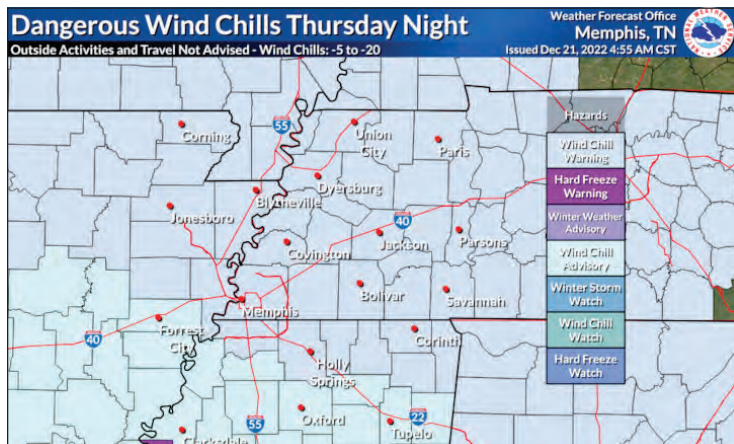 Dangerous Wind Chills Thursday Night
Outside Activities and Travel Not Advised - Wind Chills: -5 to -20
Weather Forecast Office
Memphis, TN
Issued Dec 21, 2022 4:55 AM CST
NATIONAL WEATHER SERVICE
Hazards
Wind Chill
Warning
Hard Freeze
Warning
Winter Weather
Advisory
Wind Chill
Advisory
Winter Storm
Watch
Wind Chill
Watch
Hard Freeze
Watch
Corning
55
Union
City
Paris
Dyersburg
Blytheville
Jonesboro
40
Jackson
Parsons
Covington
Bolivar
Savannah
Memphis
Forrest
City
40
Corinth
Holly
Springs
Oxford
22
55
Tupelo
Clarksdale